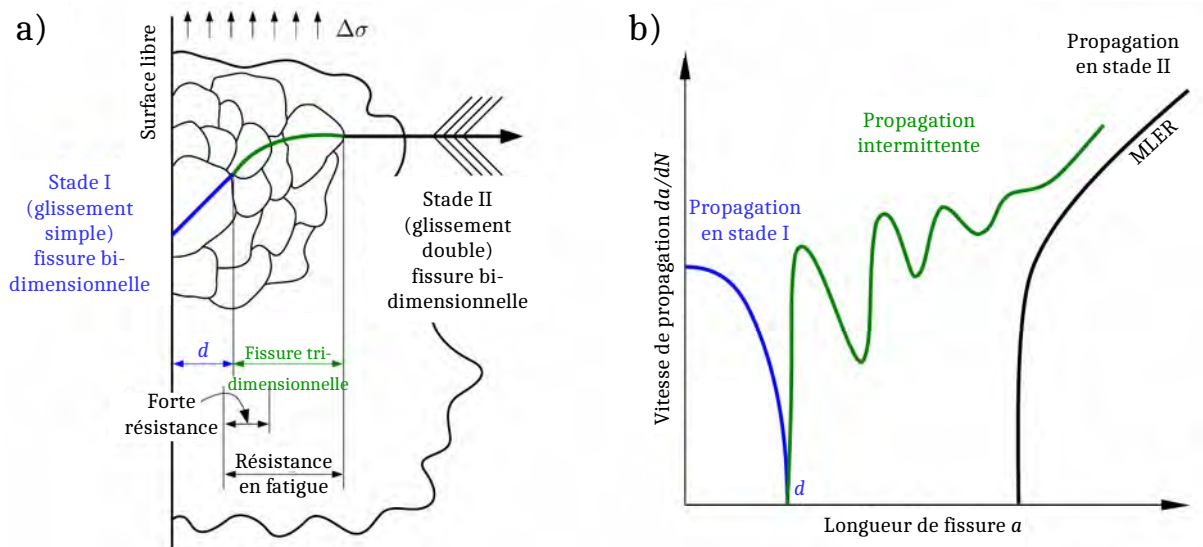 a)
Surface libre
Δσ
Stade I
(glissement
simple)
fissure bi-
dimensionnelle
Stade II
(glissement
double)
fissure bi-
dimensionnelle
d
Fissure tri-
dimensionnelle
Forte
résistance
Résistance
en fatigue
b)
Vitesse de propagation da/dN
Propagation
en stade I
Propagation
intermittente
Propagation
en stade II
MLER
d
Longueur de fissure a